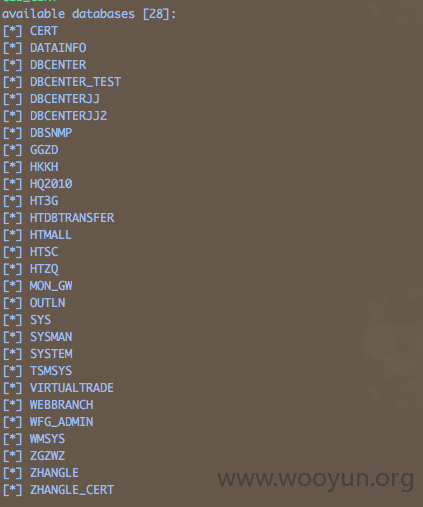 available databases [28]:
[*] CERT
[*] DATAINFO
[*] DBCENTER
[*] DBCENTER_TEST
[*] DBCENTERJJ
[*] DBCENTERJJ2
[*] DBSNMP
[*] GGZD
[*] HKKH
[*] HQ2010
[*] HT3G
[*] HTDBTRANSFER
[*] HTMALL
[*] HTSC
[*] HTZQ
[*] MON_GW
[*] OUTLN
[*] SYS
[*] SYSMAN
[*] SYSTEM
[*] TSMSYS
[*] VIRTUALTRADE
[*] WEBBRANCH
[*] WFG_ADMIN
[*] WMSYS
[*] ZGZWZ
[*] ZHANGLE
[*] ZHANGLE_CERT
www.wooyun.org